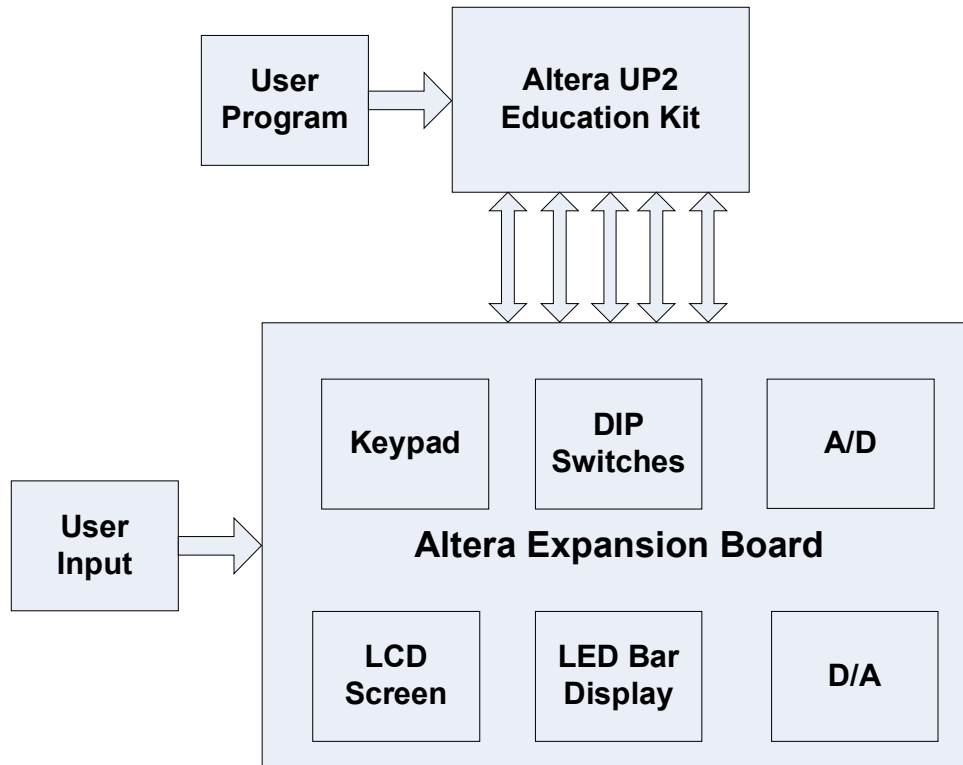 User
Program
Altera UP2
Education Kit
Keypad
DIP
Switches
A/D
User
Input
Altera Expansion Board
LCD
Screen
LED Bar
Display
D/A